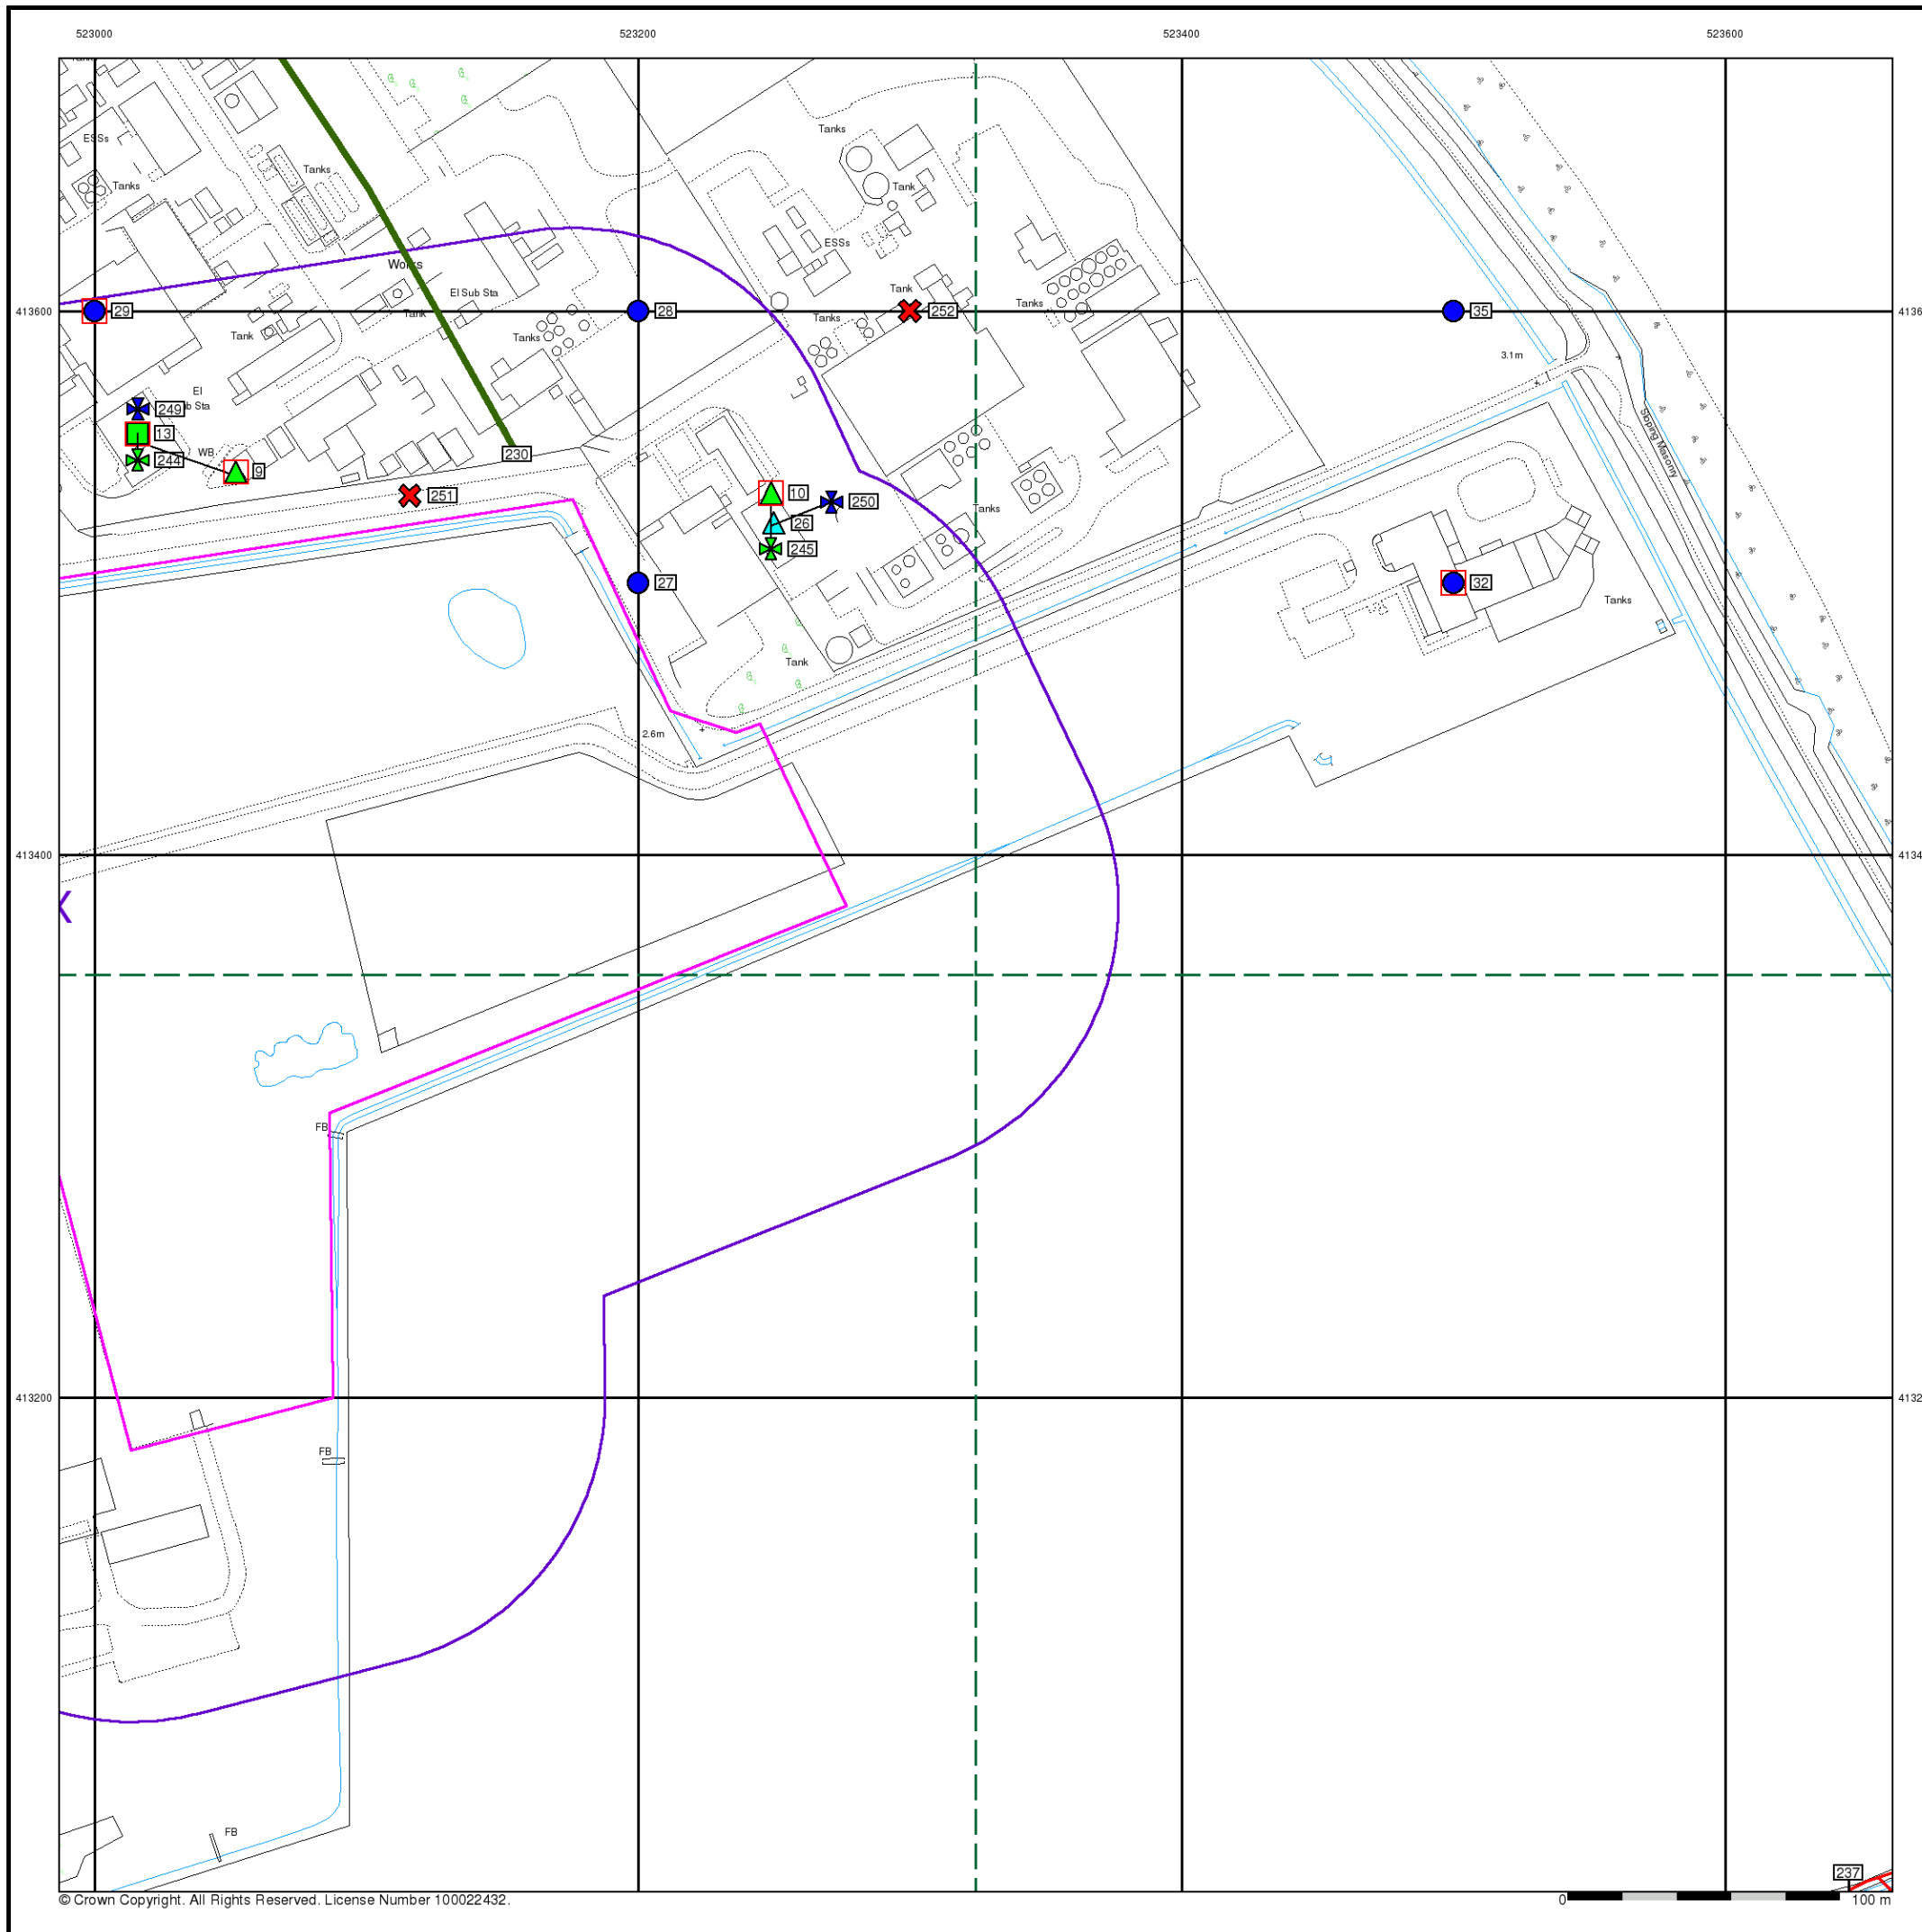 523000 523200 523400 523600
Tanks
ESSs
Tanks
Tanks
Tanks
Tank
ESSs
Works
El Sub Sta
Tank
Tank
Tanks
Tank
Tanks
Tanks
413600 29 28 252 35
3.1m
El
249
13
244
WB
9
230
251
10
26
245
250
Tanks
27
32
Tanks
Sloping Masonry
Tank
2.6m
413400
X
FB
413200
FB
FB
237
© Crown Copyright. All Rights Reserved. License Number 100022432.
0 100 m